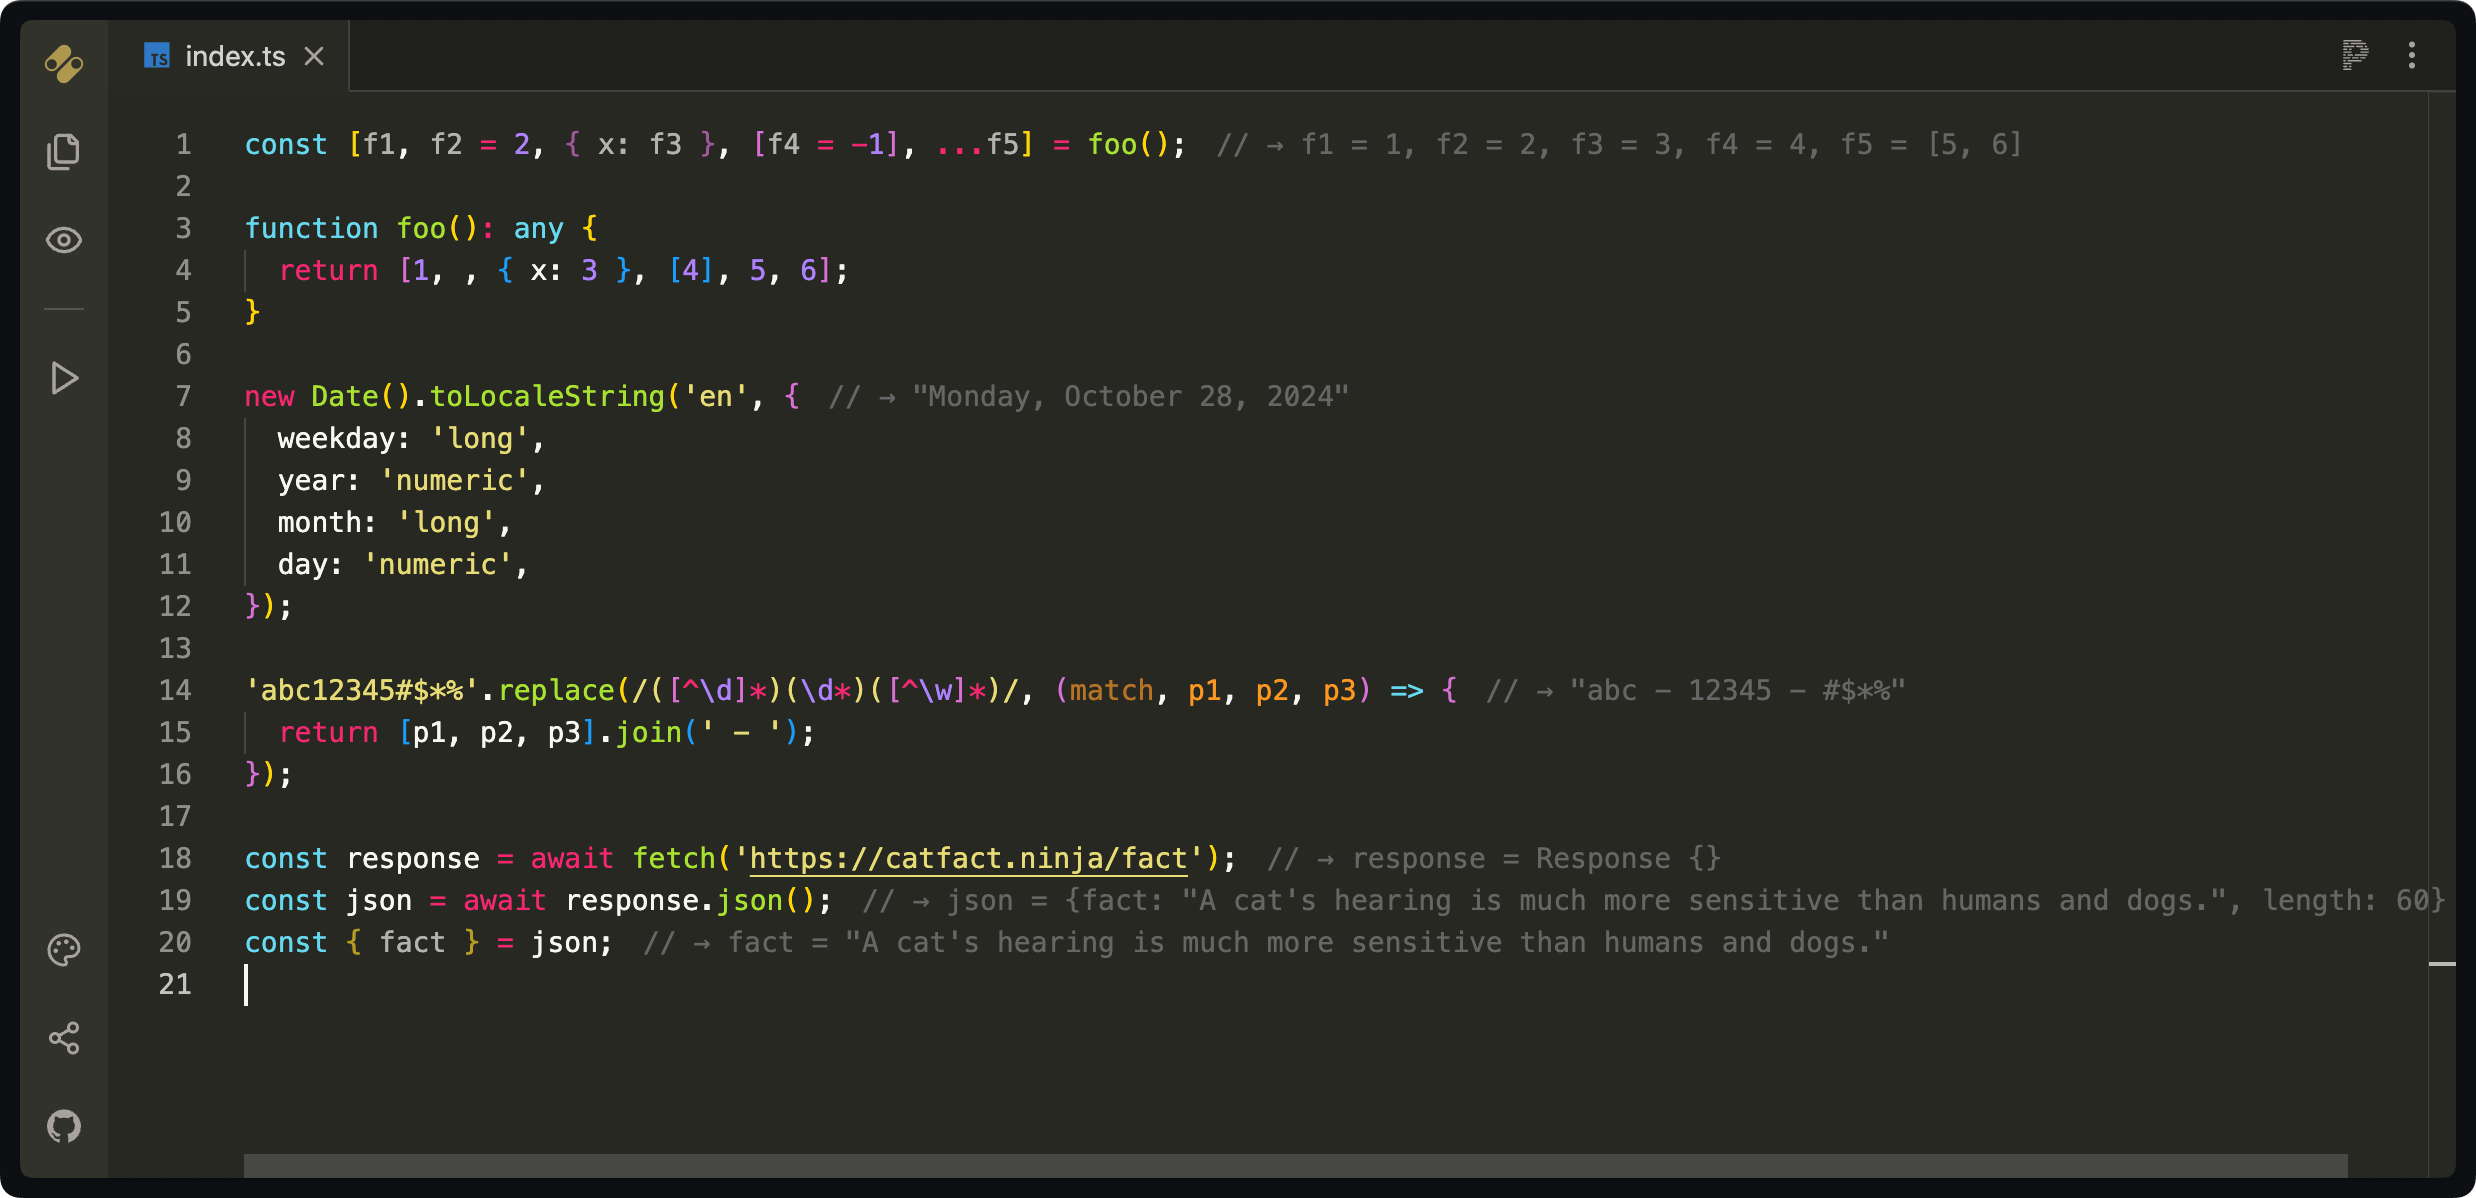 TS index.ts
1 const [f1, f2 = 2, { x: f3 }, [f4 = -1], ...f5] = foo(); // → f1 = 1, f2 = 2, f3 = 3, f4 = 4, f5 = [5, 6]
2
3 function foo(): any {
4   return [1, , { x: 3 }, [4], 5, 6];
5 }
6
7 new Date().toLocaleString('en', { // → "Monday, October 28, 2024"
8   weekday: 'long',
9   year: 'numeric',
10   month: 'long',
11   day: 'numeric',
12 });
13
14 'abc12345#$*%'.replace(/([^\d]*)(\d*)([^\w]*)/, (match, p1, p2, p3) => { // → "abc - 12345 - #$*%"
15   return [p1, p2, p3].join(' - ');
16 });
17
18 const response = await fetch('https://catfact.ninja/fact'); // → response = Response {}
19 const json = await response.json(); // → json = {fact: "A cat's hearing is much more sensitive than humans and dogs.", length: 60}
20 const { fact } = json; // → fact = "A cat's hearing is much more sensitive than humans and dogs."
21